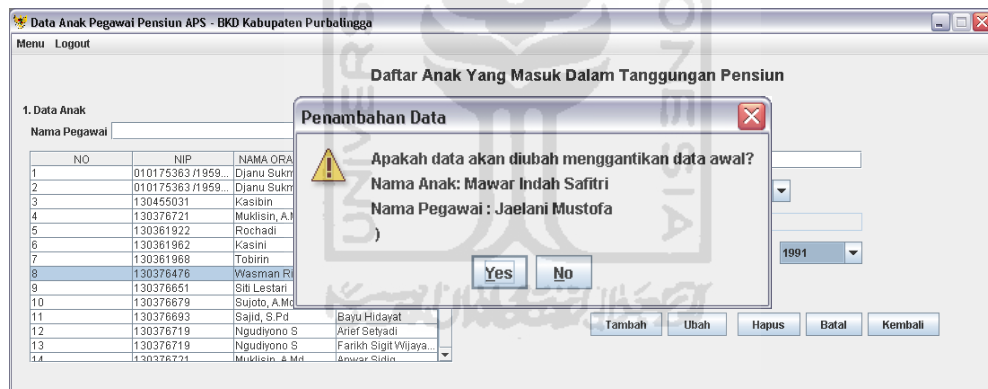 Data Anak Pegawai Pensiun APS - BKD Kabupaten Purbalingga
Menu Logout
Daftar Anak Yang Masuk Dalam Tanggungan Pensiun
1. Data Anak
Nama Pegawai
Penambahan Data
Apakah data akan diubah menggantikan data awal?
Nama Anak: Mawar Indah Safitri
Nama Pegawai : Jaelani Mustofa
)
Yes No
NO NIP NAMA ORA
1 010175363 /1959... Djanu Sukm
2 010175363 /1959... Djanu Sukm
3 130455031 Kasibin
4 130376721 Muklisin, A.M
5 130361922 Rochadi
6 130361962 Kasini
7 130361968 Tobirin
8 130376476 Wasman Ri
9 130376651 Siti Lestari
10 130376679 Sujoto, A.Md
11 130376693 Sajid, S.Pd Bayu Hidayat
12 130376719 Ngudiyono S Arief Setyadi
13 130376719 Ngudiyono S Farikh Sigit Wijaya...
14 130376721 Muklisin, A.Md Anwar Sidiq
1991
Tambah Ubah Hapus Batal Kembali
UNIVERS
ONESIA